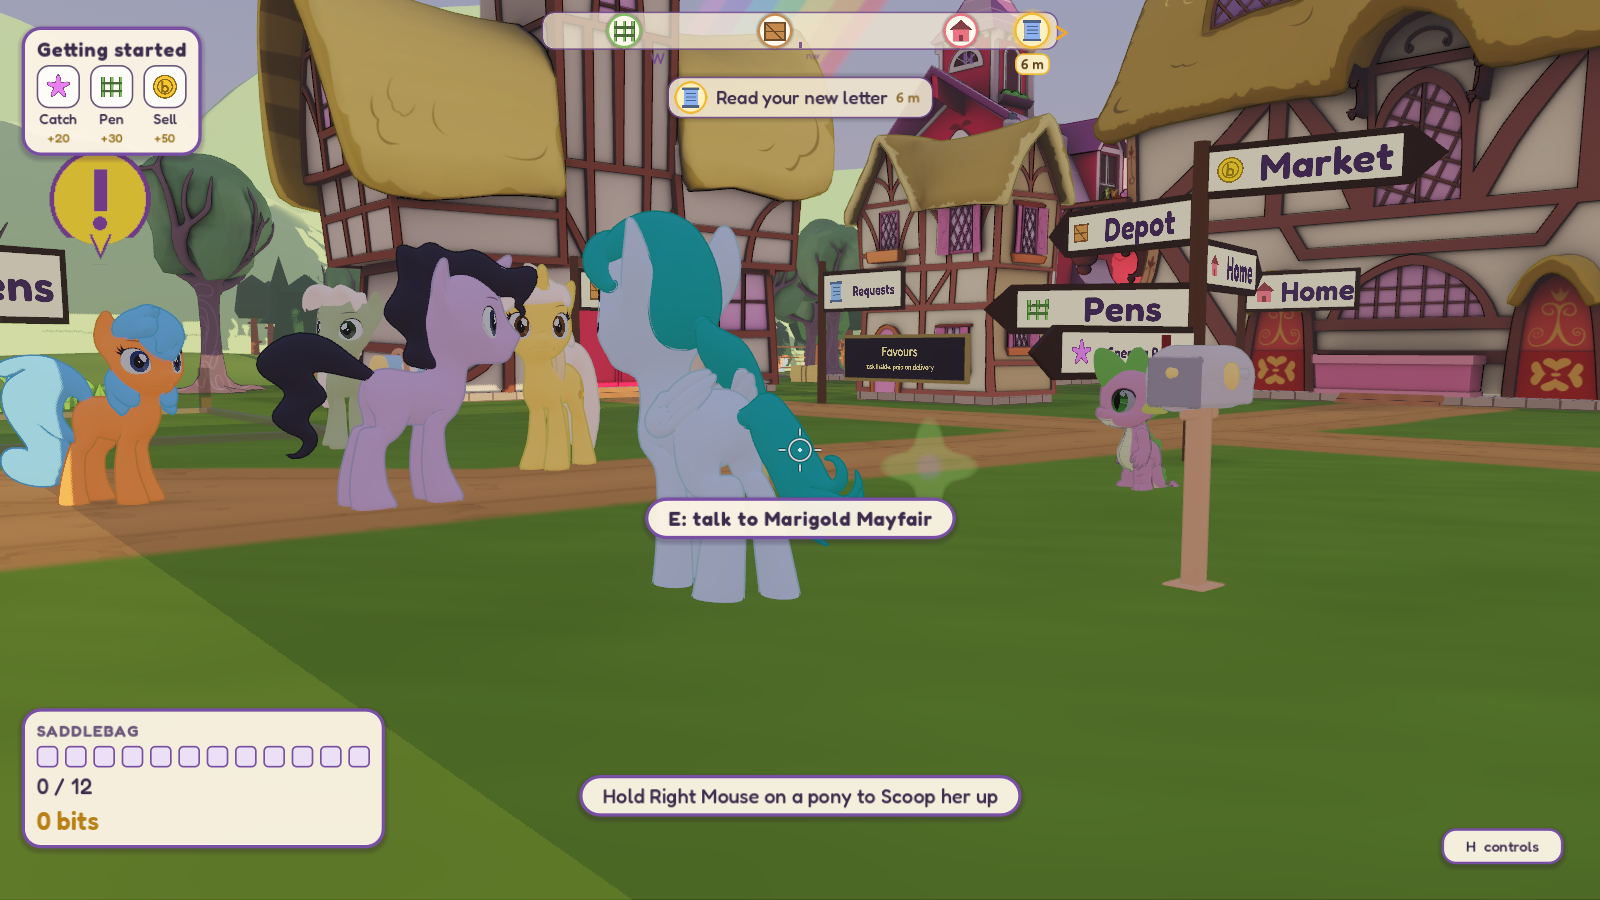 Getting started
Catch Pen Sell
+20 +30 +50
6 m
Read your new letter 6 m
Market
Depot
Home
Home
Requests
Pens
ens
Favours
E: talk to Marigold Mayfair
SADDLEBAG
0 / 12
0 bits
Hold Right Mouse on a pony to Scoop her up
H controls